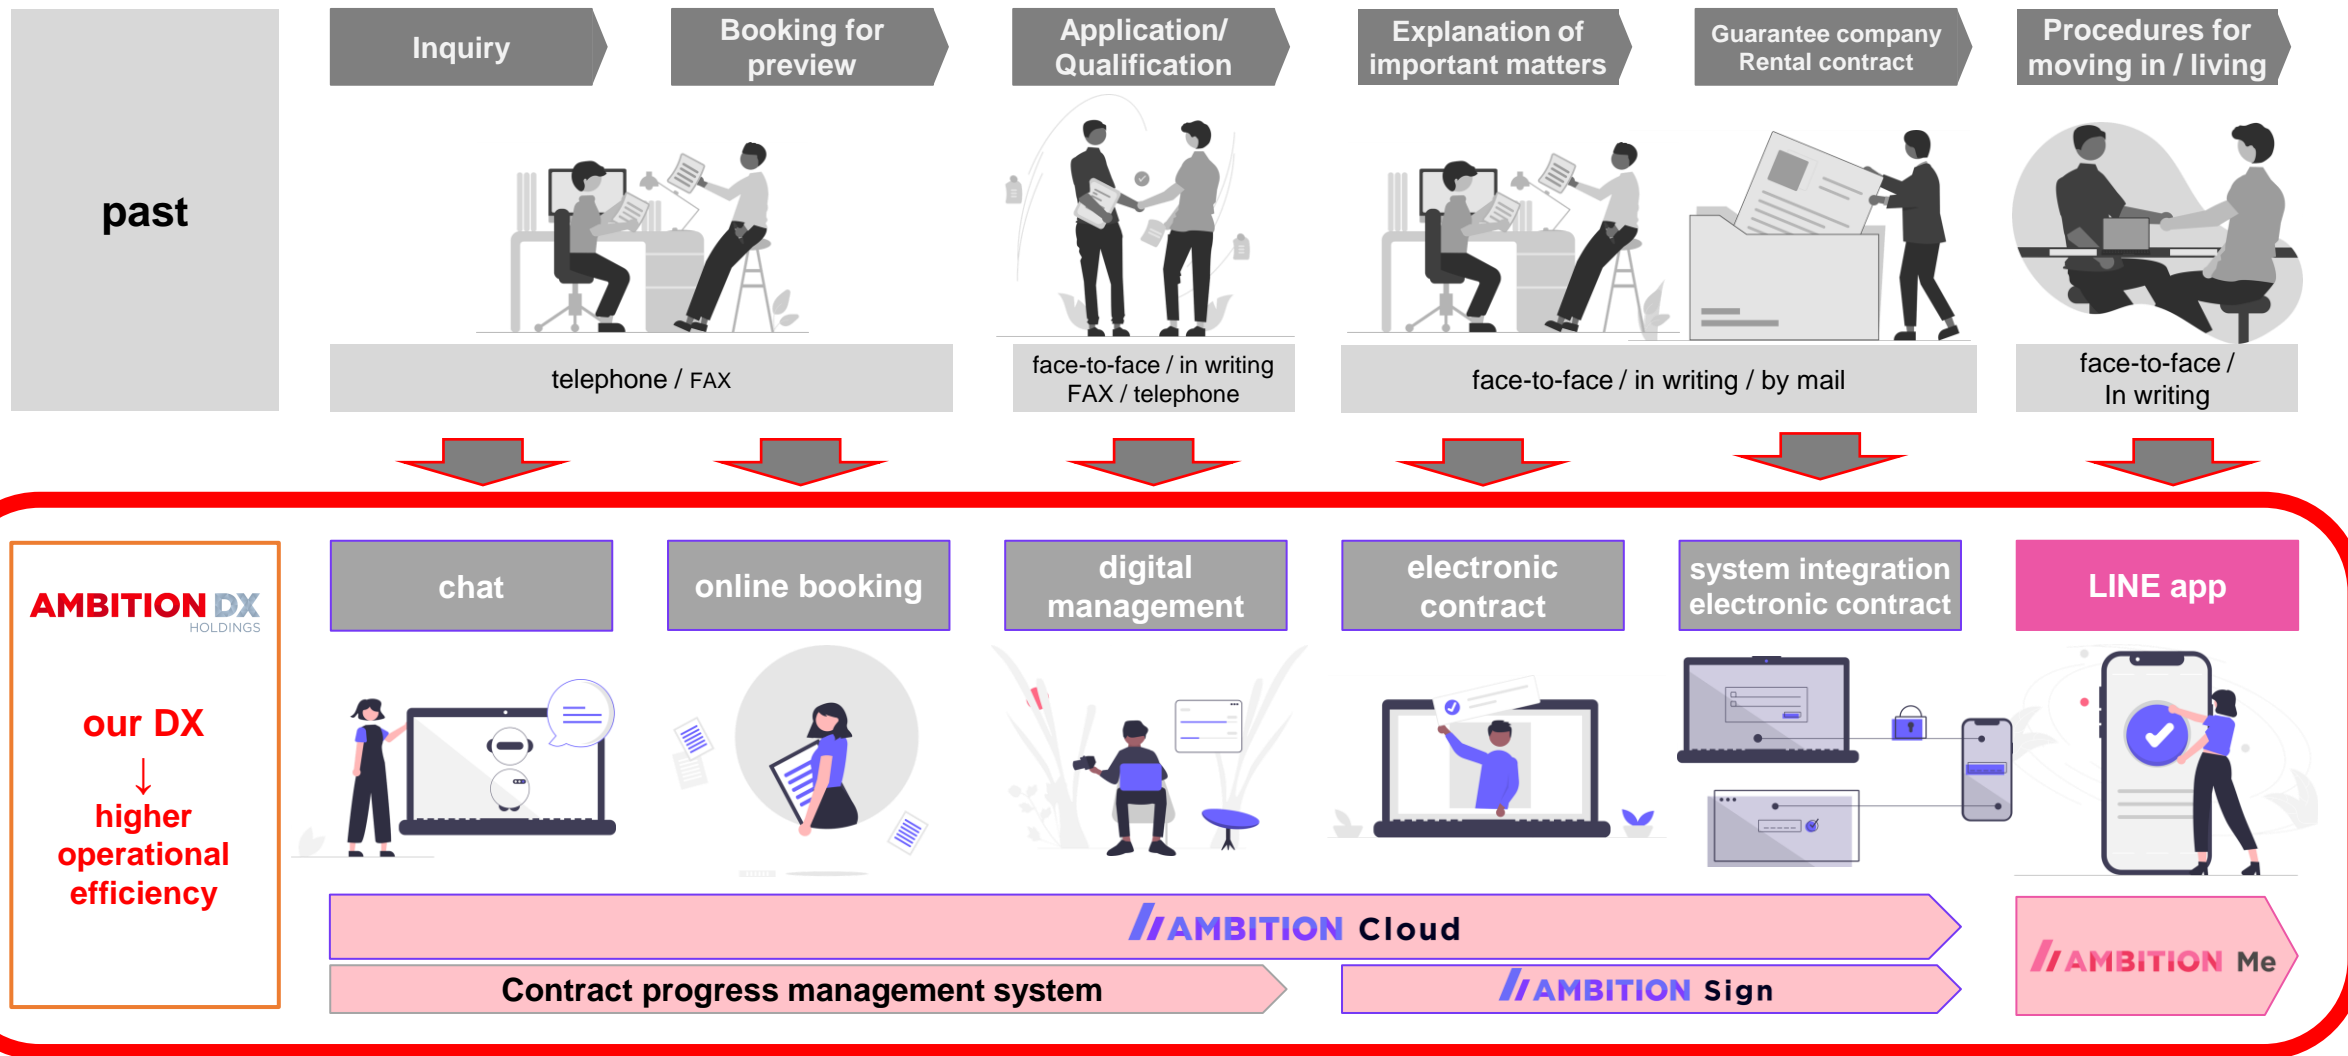 Inquiry
Booking for
preview
Application/
Qualification
Explanation of
important matters
Guarantee company
Rental contract
Procedures for
moving in / living
past
telephone / FAX
face-to-face / in writing
FAX / telephone
face-to-face / in writing / by mail
face-to-face /
In writing
AMBITION DX
HOLDINGS
our DX
↓
higher
operational
efficiency
chat
online booking
digital
management
electronic
contract
system integration
electronic contract
LINE app
AMBITION Cloud
Contract progress management system
AMBITION Sign
AMBITION Me